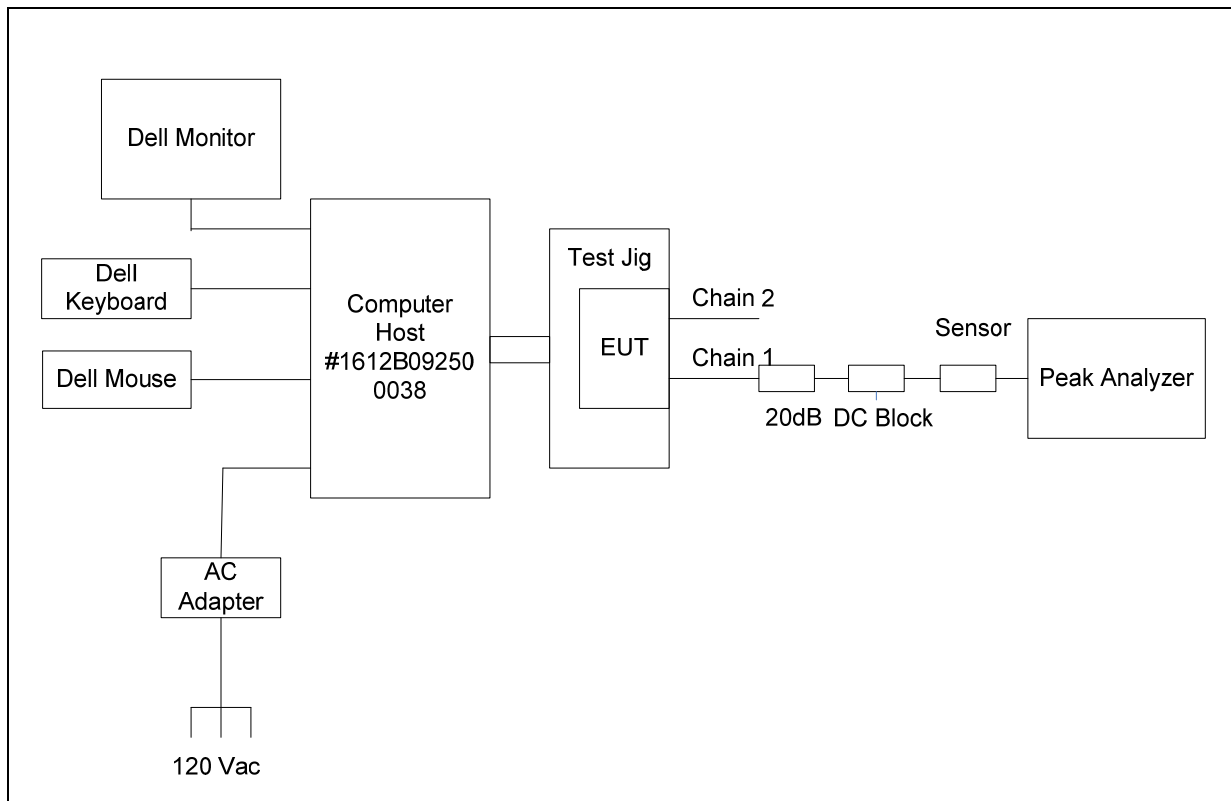 Dell Monitor
Dell
Keyboard
Dell Mouse
Computer
Host
#1612B09250
0038
AC
Adapter
120 Vac
Test Jig
EUT
Chain 2
Chain 1
20dB
DC Block
Sensor
Peak Analyzer